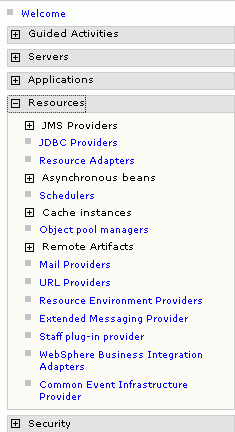 Welcome
Guided Activities
Servers
Applications
Resources
JMS Providers
JDBC Providers
Resource Adapters
Asynchronous beans
Schedulers
Cache instances
Object pool managers
Remote Artifacts
Mail Providers
URL Providers
Resource Environment Providers
Extended Messaging Provider
Staff plug-in provider
WebSphere Business Integration
Adapters
Common Event Infrastructure
Provider
Security